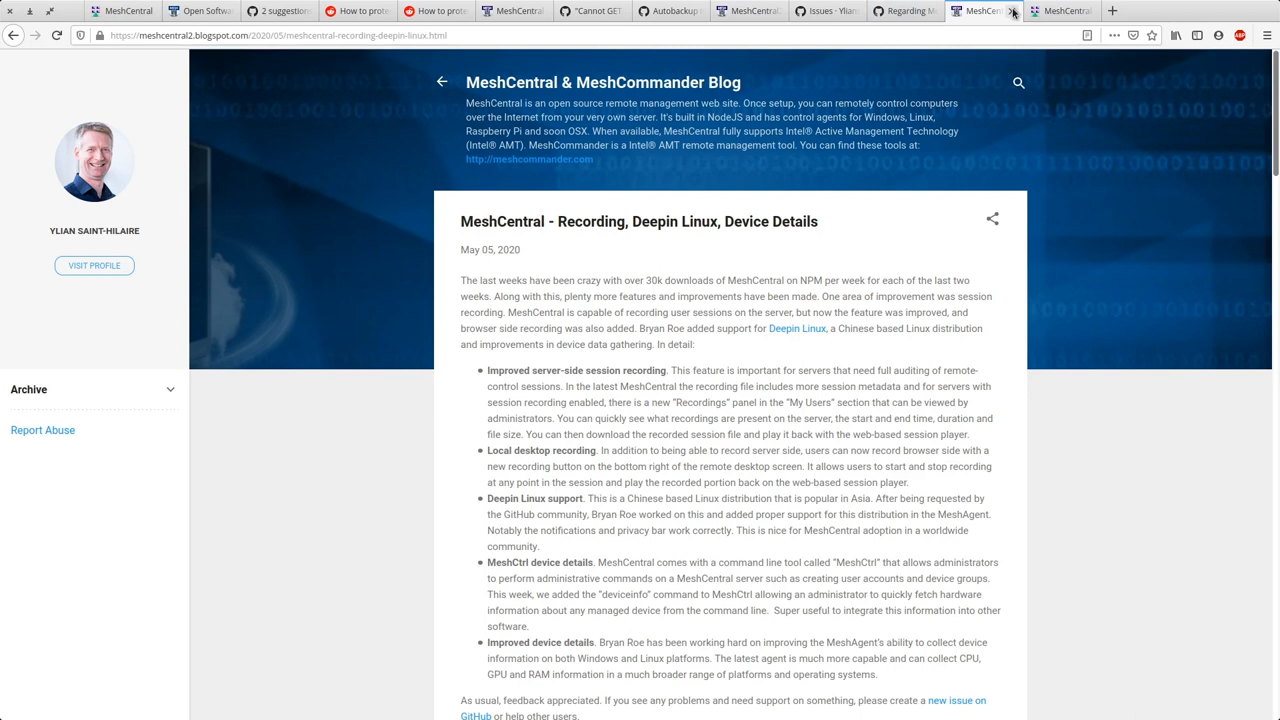 MeshCentral
Open Softwa
2 suggestions
How to prote
How to prote
MeshCentral
"Cannot GET
Autobackup
MeshCentral
Issues · Ylian
Regarding M
MeshCen
MeshCentral
https://meshcentral2.blogspot.com/2020/05/meshcentral-recording-deepin-linux.html
ABP
YLIAN SAINT-HILAIRE
VISIT PROFILE
Archive
Report Abuse
MeshCentral & MeshCommander Blog
MeshCentral is an open source remote management web site. Once setup, you can remotely control computers
over the Internet from your very own server. It's built in NodeJS and has control agents for Windows, Linux,
Raspberry Pi and soon OSX. When available, MeshCentral fully supports Intel® Active Management Technology
(Intel® AMT). MeshCommander is a Intel® AMT remote management tool. You can find these tools at:
http://meshcommander.com
MeshCentral - Recording, Deepin Linux, Device Details
May 05, 2020
The last weeks have been crazy with over 30k downloads of MeshCentral on NPM per week for each of the last two
weeks. Along with this, plenty more features and improvements have been made. One area of improvement was session
recording. MeshCentral is capable of recording user sessions on the server, but now the feature was improved, and
browser side recording was also added. Bryan Roe added support for Deepin Linux, a Chinese based Linux distribution
and improvements in device data gathering. In detail:
Improved server-side session recording. This feature is important for servers that need full auditing of remote-
control sessions. In the latest MeshCentral the recording file includes more session metadata and for servers with
session recording enabled, there is a new “Recordings” panel in the “My Users” section that can be viewed by
administrators. You can quickly see what recordings are present on the server, the start and end time, duration and
file size. You can then download the recorded session file and play it back with the web-based session player.
Local desktop recording. In addition to being able to record server side, users can now record browser side with a
new recording button on the bottom right of the remote desktop screen. It allows users to start and stop recording
at any point in the session and play the recorded portion back on the web-based session player.
Deepin Linux support. This is a Chinese based Linux distribution that is popular in Asia. After being requested by
the GitHub community, Bryan Roe worked on this and added proper support for this distribution in the MeshAgent.
Notably the notifications and privacy bar work correctly. This is nice for MeshCentral adoption in a worldwide
community.
MeshCtrl device details. MeshCentral comes with a command line tool called “MeshCtrl” that allows administrators
to perform administrative commands on a MeshCentral server such as creating user accounts and device groups.
This week, we added the “deviceinfo” command to MeshCtrl allowing an administrator to quickly fetch hardware
information about any managed device from the command line. Super useful to integrate this information into other
software.
Improved device details. Bryan Roe has been working hard on improving the MeshAgent’s ability to collect device
information on both Windows and Linux platforms. The latest agent is much more capable and can collect CPU,
GPU and RAM information in a much broader range of platforms and operating systems.
As usual, feedback appreciated. If you see any problems and need support on something, please create a new issue on
GitHub or help other users.